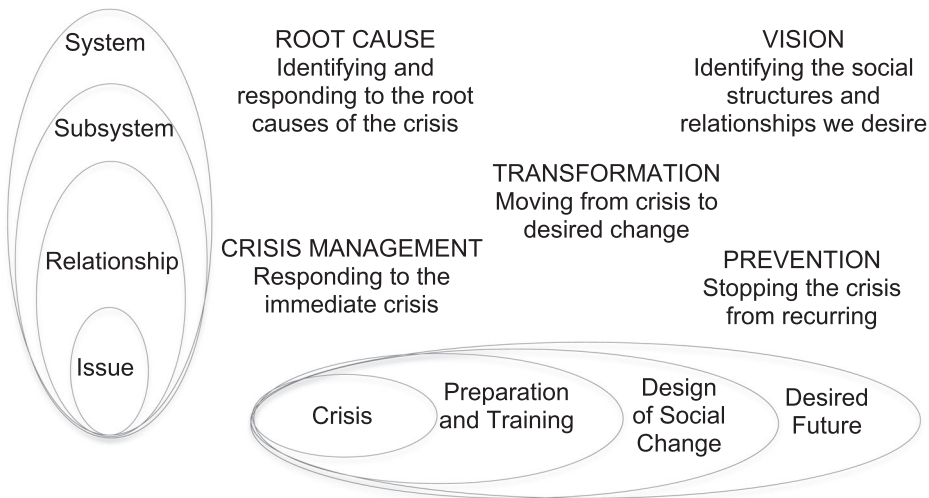 System
Subsystem
Relationship
Issue
ROOT CAUSE
Identifying and
responding to the root
causes of the crisis
VISION
Identifying the social
structures and
relationships we desire
TRANSFORMATION
Moving from crisis to
desired change
CRISIS MANAGEMENT
Responding to the
immediate crisis
PREVENTION
Stopping the crisis
from recurring
Crisis
Preparation
and Training
Design
of Social
Change
Desired
Future